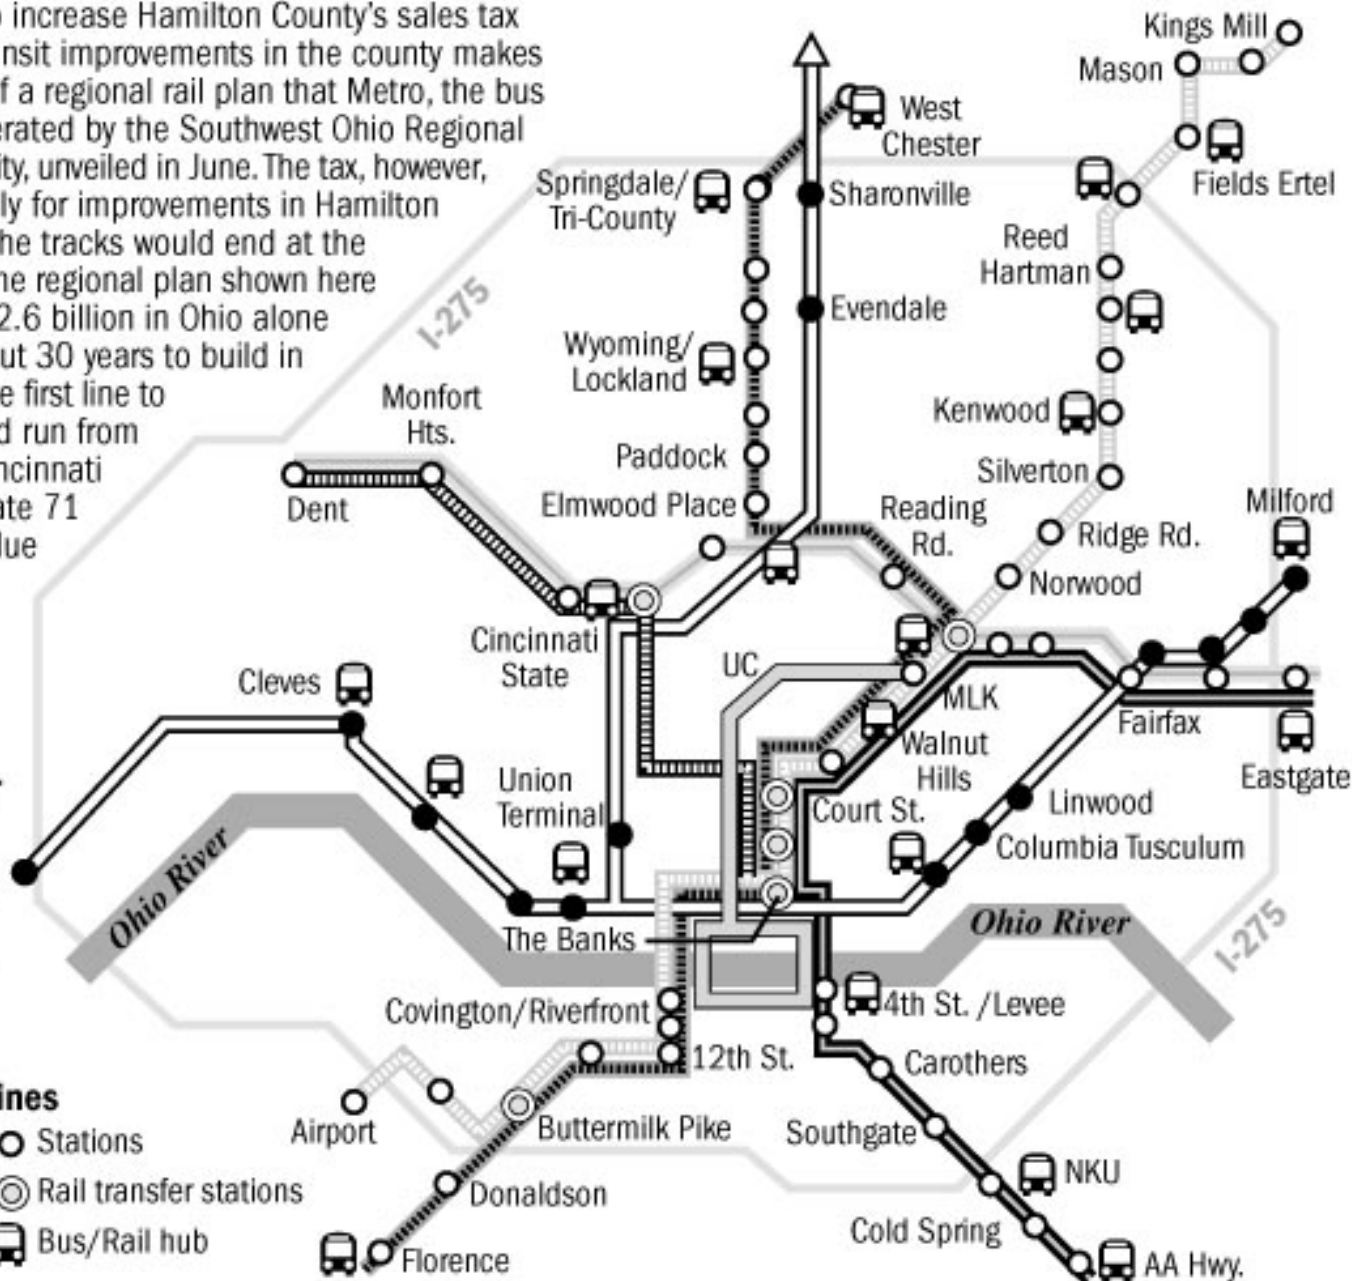 increase Hamilton County's sales tax
nsit improvements in the county makes
f a regional rail plan that Metro, the bus
erated by the Southwest Ohio Regional
ity, unveiled in June. The tax, however,
ly for improvements in Hamilton
he tracks would end at the
ne regional plan shown here
2.6 billion in Ohio alone
ut 30 years to build in
e first line to
d run from
ncinnati
ate 71
lue
Kings Mill
Mason
West
Chester
Fields Ertel
Springdale/
Tri-County
Sharonville
Reed
Hartman
I-275
Evendale
Wyoming/
Lockland
Monfort
Hts.
Kenwood
Paddock
Silverton
Dent
Elmwood Place
Reading
Rd.
Milford
Ridge Rd.
Norwood
Cincinnati
State
UC
Cleves
MLK
Fairfax
Walnut
Hills
Eastgate
Union
Terminal
Court St.
Linwood
Columbia Tusculum
Ohio River
The Banks
Ohio River
I-275
Covington/Riverfront
4th St. /Levee
12th St.
Carothers
Airport
Buttermilk Pike
Southgate
NKU
Donaldson
Cold Spring
Florence
AA Hwy.
ines
Stations
Rail transfer stations
Bus/Rail hub